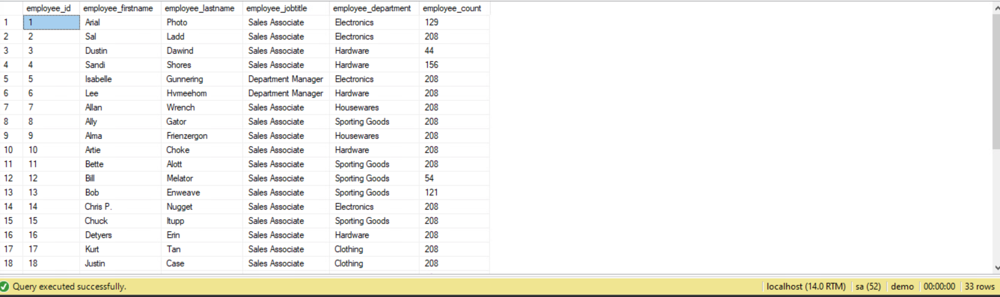 employee_id employee_firstname employee_lastname employee_jobtitle employee_department employee_count
1 1 Arial Photo Sales Associate Electronics 129
2 2 Sal Ladd Sales Associate Electronics 208
3 3 Dustin Dawind Sales Associate Hardware 44
4 4 Sandi Shores Sales Associate Hardware 156
5 5 Isabelle Gunnering Department Manager Electronics 208
6 6 Lee Hvmeehom Department Manager Hardware 208
7 7 Allan Wrench Sales Associate Housewares 208
8 8 Ally Gator Sales Associate Sporting Goods 208
9 9 Alma Frienzergon Sales Associate Housewares 208
10 10 Artie Choke Sales Associate Hardware 208
11 11 Bette Alott Sales Associate Sporting Goods 208
12 12 Bill Melator Sales Associate Sporting Goods 54
13 13 Bob Enweave Sales Associate Sporting Goods 121
14 14 Chris P. Nugget Sales Associate Electronics 208
15 15 Chuck Itupp Sales Associate Sporting Goods 208
16 16 Detyers Erin Sales Associate Hardware 208
17 17 Kurt Tan Sales Associate Clothing 208
18 18 Justin Case Sales Associate Clothing 208
Query executed successfully. localhost (14.0 RTM) sa (52) demo 00:00:00 33 rows